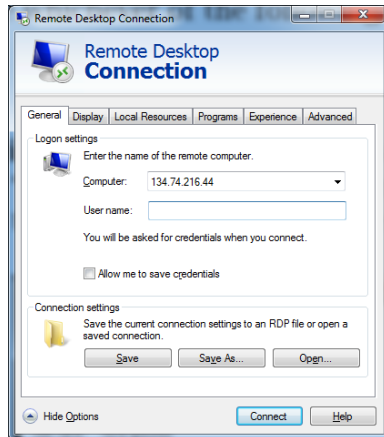 Remote Desktop Connection
Remote Desktop
Connection
General Display Local Resources Programs Experience Advanced
Logon settings
Enter the name of the remote computer.
Computer: 134.74.216.44
User name:
You will be asked for credentials when you connect.
Allow me to save credentials
Connection settings
Save the current connection settings to an RDP file or open a
saved connection.
Save Save As... Open...
Hide Options Connect Help